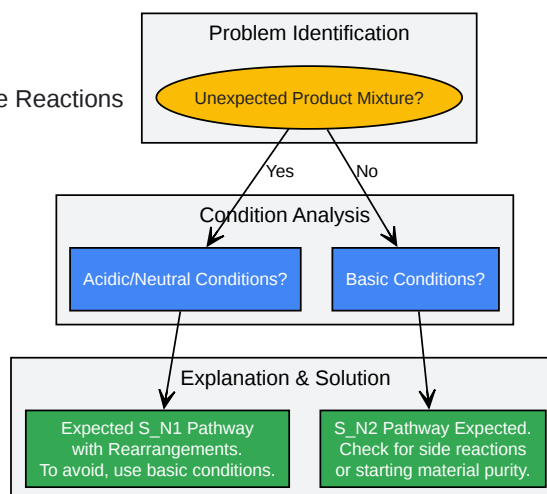 Problem Identification
e Reactions
Unexpected Product Mixture?
Yes
No
Condition Analysis
Acidic/Neutral Conditions?
Basic Conditions?
Explanation & Solution
Expected S_N1 Pathway
with Rearrangements.
To avoid, use basic conditions.
S_N2 Pathway Expected.
Check for side reactions
or starting material purity.